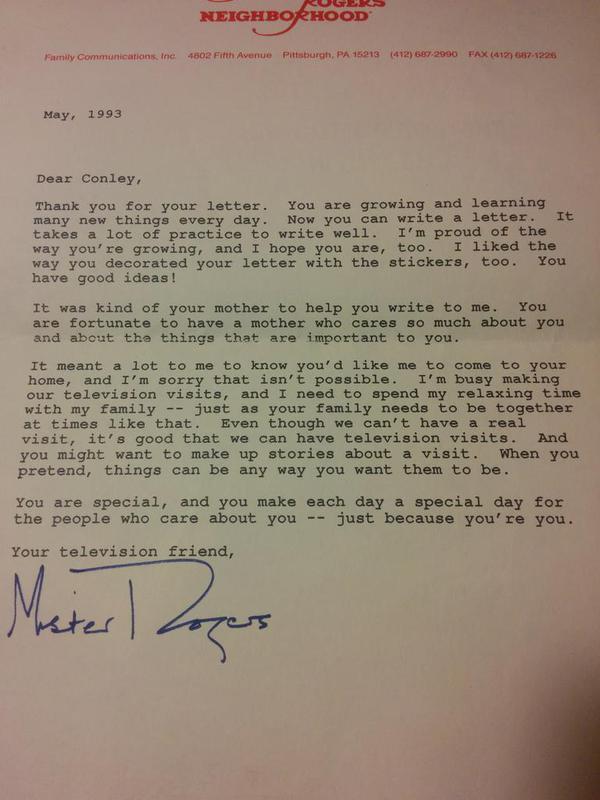 ROGERS
NEIGHBORHOOD
Family Communications, Inc. 4802 Fifth Avenue Pittsburgh, PA 15213 (412) 687-2990 FAX (412) 687-1226
May, 1993
Dear Conley,
Thank you for your letter. You are growing and learning
many new things every day. Now you can write a letter. It
takes a lot of practice to write well. I'm proud of the
way you're growing, and I hope you are, too. I liked the
way you decorated your letter with the stickers, too. You
have good ideas!
It was kind of your mother to help you write to me. You
are fortunate to have a mother who cares so much about you
and about the things that are important to you.
It meant a lot to me to know you'd like me to come to your
home, and I'm sorry that isn't possible. I'm busy making
our television visits, and I need to spend my relaxing time
with my family -- just as your family needs to be together
at times like that. Even though we can't have a real
visit, it's good that we can have television visits. And
you might want to make up stories about a visit. When you
pretend, things can be any way you want them to be.
You are special, and you make each day a special day for
the people who care about you -- just because you're you.
Your television friend,
Mister Rogers